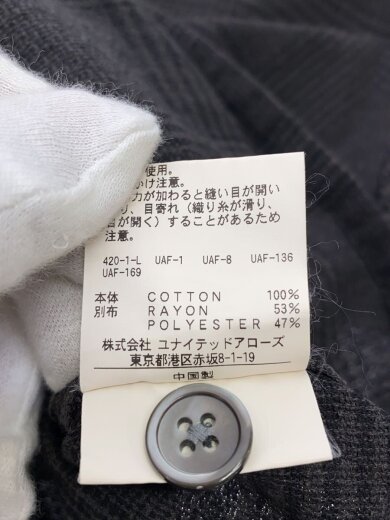 使用。
け注意。
力が加わると縫い目が開い
り、目寄れ（織り糸が滑り、
が開く）することがあるため
注意。
420-1-L UAF-1 UAF-8 UAF-136
UAF-169
本体 COTTON 100%
別布 RAYON 53%
POLYESTER 47%
株式会社 ユナイテッドアローズ
東京都港区赤坂8-1-19
中国製